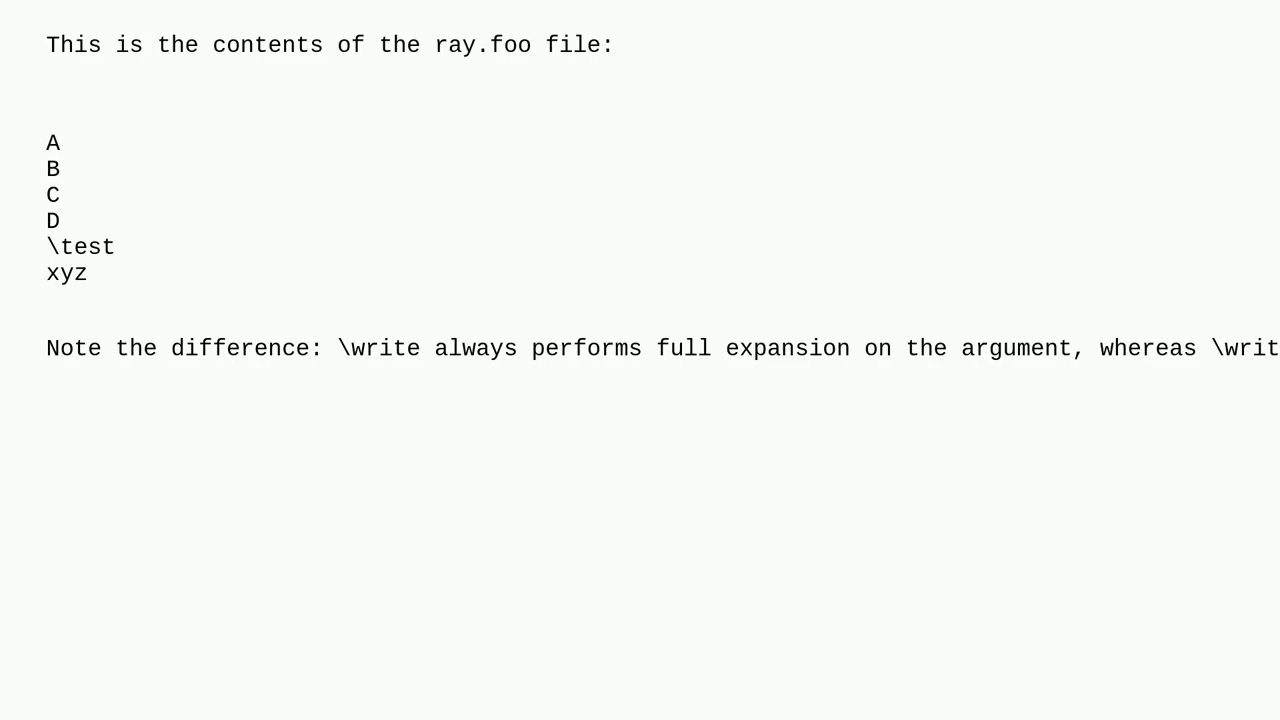 This is the contents of the ray.foo file:
A
B
C
D
\test
xyz
Note the difference: \write always performs full expansion on the argument, whereas \writ